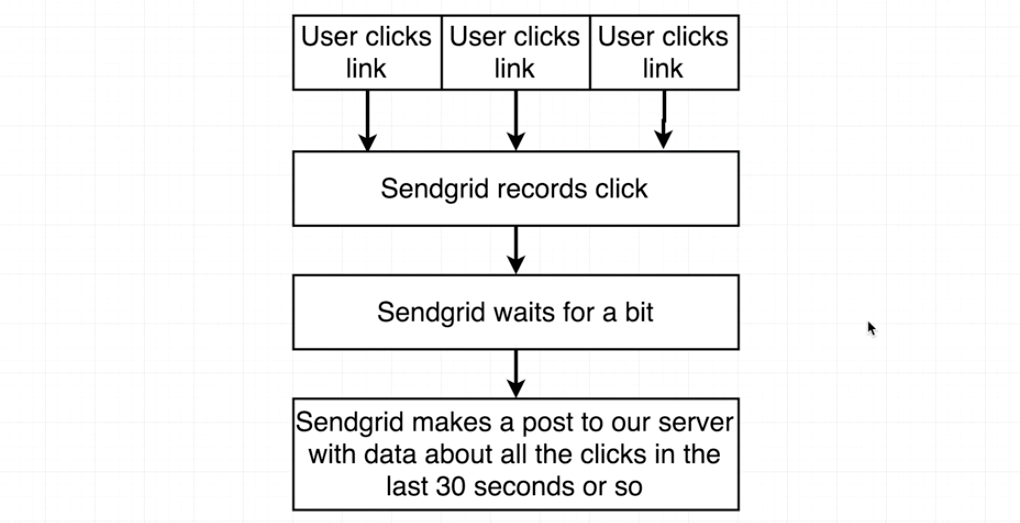 User clicks
link
User clicks
link
User clicks
link
Sendgrid records click
Sendgrid waits for a bit
Sendgrid makes a post to our server
with data about all the clicks in the
last 30 seconds or so